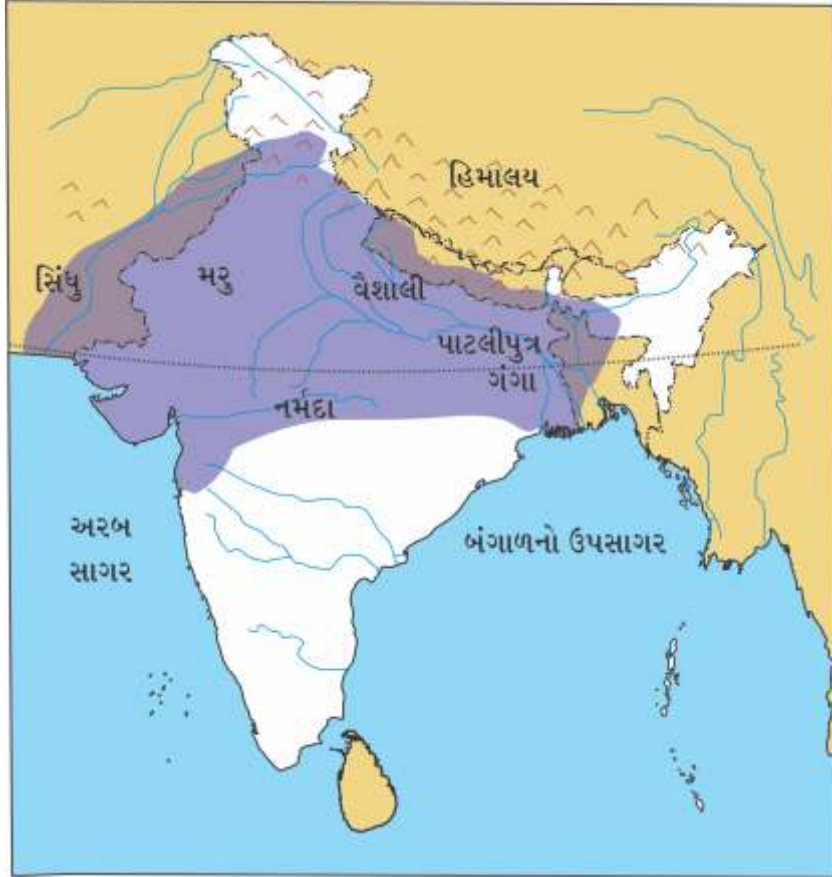 હિમાલય
સિંધુ
મરુ
વૈશાલી
પાટલીપુત્ર
ગંગા
નર્મદા
અરબ
સાગર
બંગાળનો ઉપસાગર